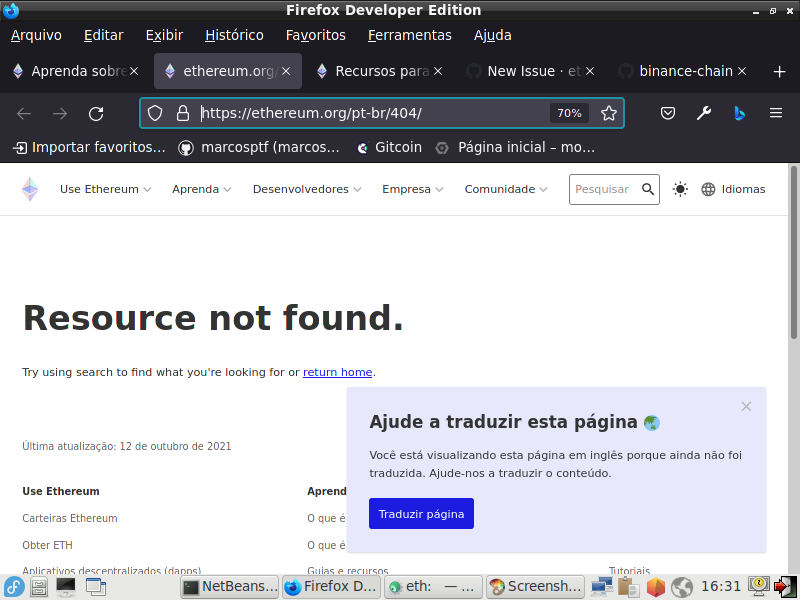 Firefox Developer Edition
Arquivo Editar Exibir Histórico Favoritos Ferramentas Ajuda
Aprenda sobre ethereum.org/ Recursos para New Issue · et binance-chain
https://ethereum.org/pt-br/404/ 70%
Importar favoritos... marcosptf (marcos... Gitcoin Página inicial – mo...
Use Ethereum Aprenda Desenvolvedores Empresa Comunidade Pesquisar Idiomas
Resource not found.
Try using search to find what you're looking for or return home.
Ajude a traduzir esta página
Você está visualizando esta página em inglês porque ainda não foi
traduzida. Ajude-nos a traduzir o conteúdo.
Traduzir página
Última atualização: 12 de outubro de 2021
Use Ethereum Aprend
Carteiras Ethereum O que é
Obter ETH O que é
Aplicativos descentralizados (dapps) Guias e recursos Tutoriais
NetBeans... Firefox D... eth: — ... Screensh... 16:31